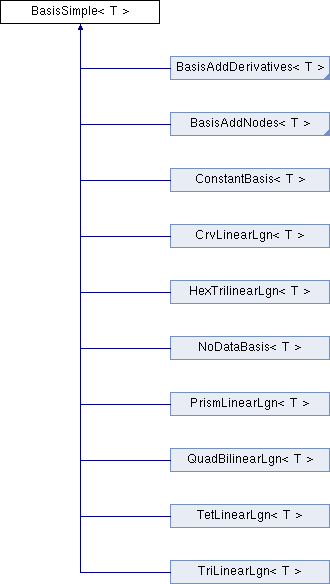 BasisSimple< T >
BasisAddDerivatives< T >
BasisAddNodes< T >
ConstantBasis< T >
CrvLinearLgn< T >
HexTrilinearLgn< T >
NoDataBasis< T >
PrismLinearLgn< T >
QuadBilinearLgn< T >
TetLinearLgn< T >
TriLinearLgn< T >